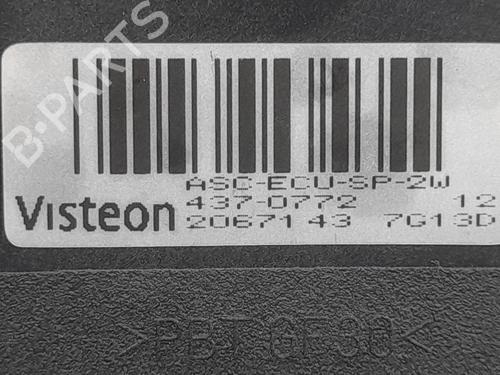 B-PARTS
ASC-ECU-SP-2W
Visteon 437-0772 12
2067143 7G13D
>PBT GF30<